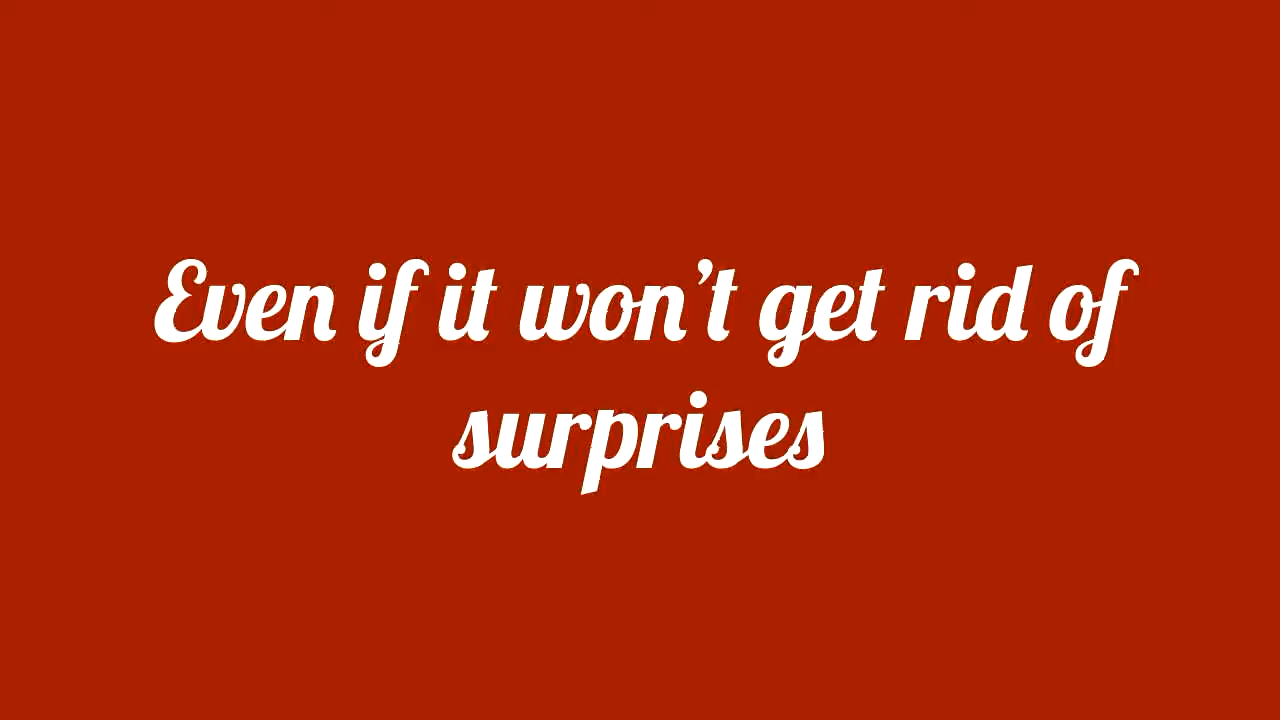 Even if it won’t get rid of
surprises